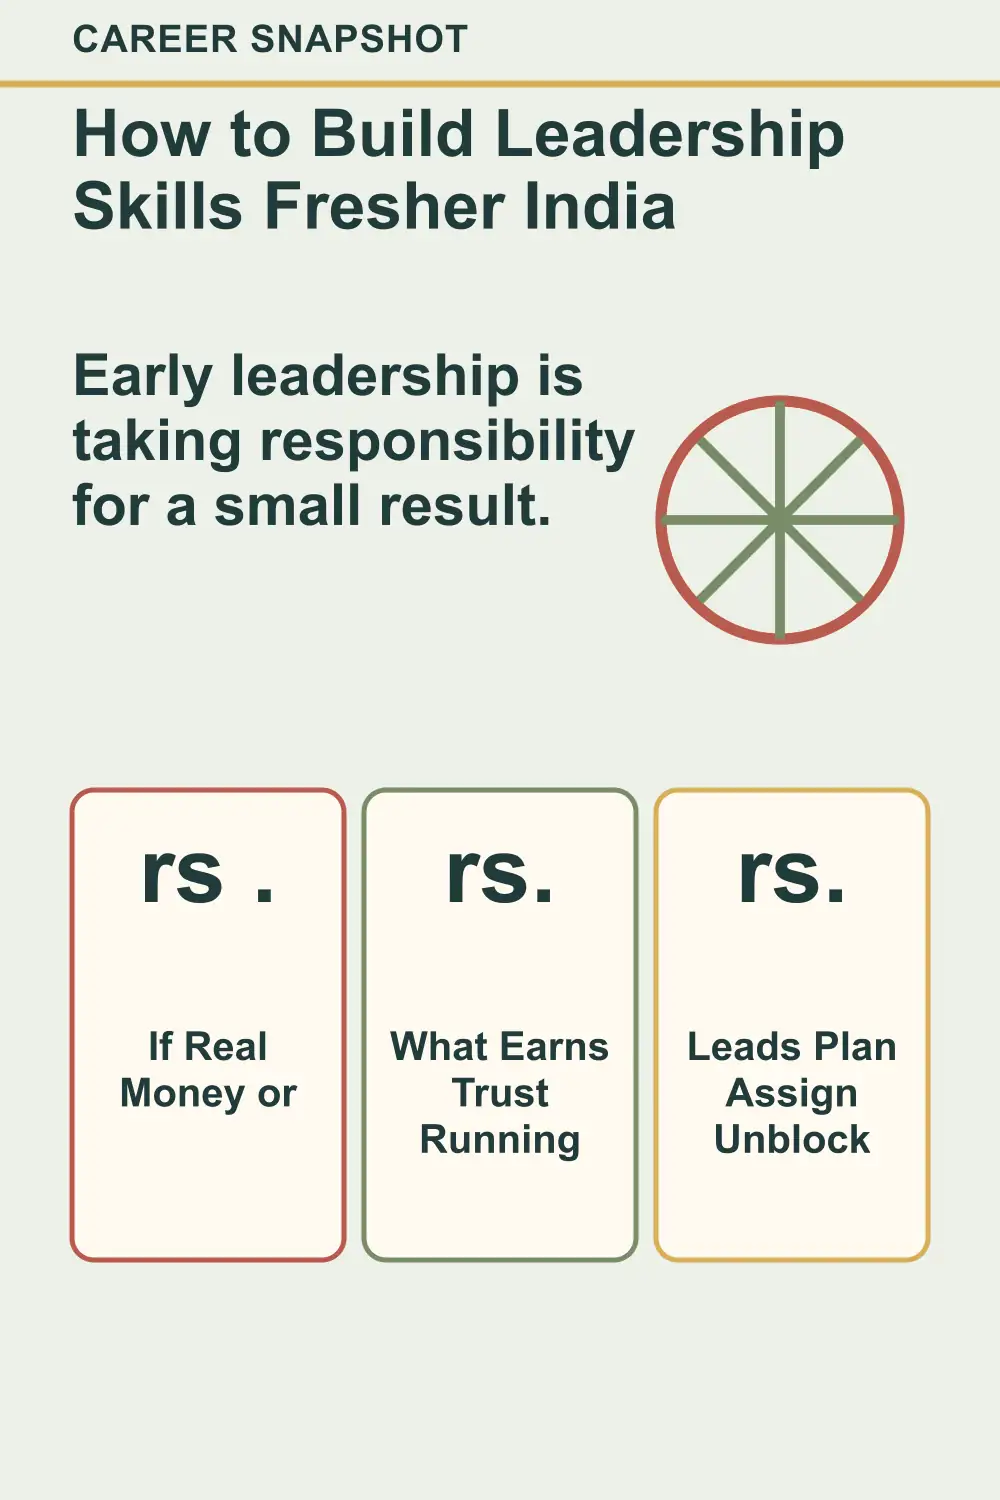 CAREER SNAPSHOT
How to Build Leadership
Skills Fresher India
Early leadership is
taking responsibility
for a small result.
rs .
If Real
Money or
rs.
What Earns
Trust
Running
rs.
Leads Plan
Assign
Unblock